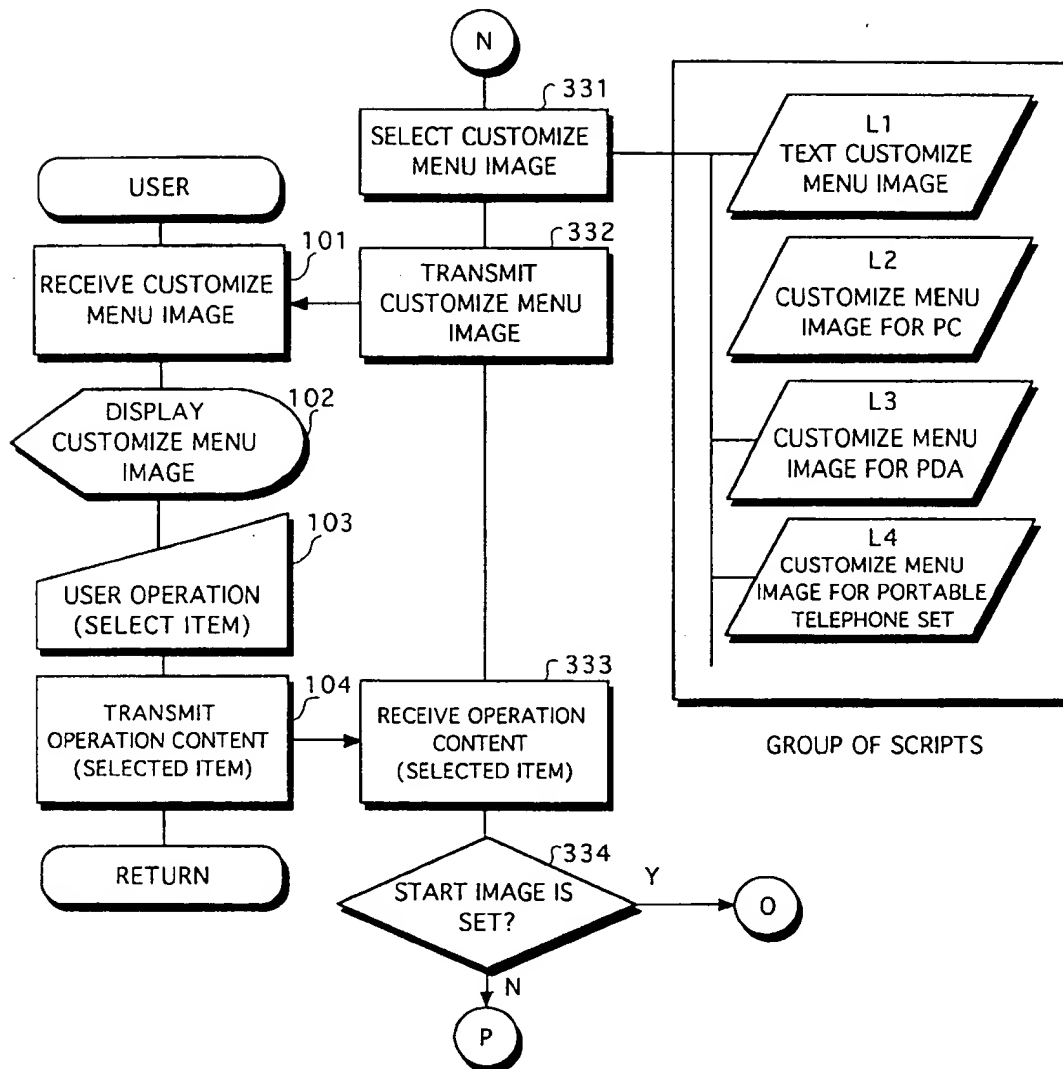 N
331
SELECT CUSTOMIZE
MENU IMAGE
L1
TEXT CUSTOMIZE
MENU IMAGE
USER
101
RECEIVE CUSTOMIZE
MENU IMAGE
332
TRANSMIT
CUSTOMIZE MENU
IMAGE
L2
CUSTOMIZE MENU
IMAGE FOR PC
102
DISPLAY
CUSTOMIZE MENU
IMAGE
L3
CUSTOMIZE MENU
IMAGE FOR PDA
103
USER OPERATION
(SELECT ITEM)
L4
CUSTOMIZE MENU
IMAGE FOR PORTABLE
TELEPHONE SET
104
TRANSMIT
OPERATION CONTENT
(SELECTED ITEM)
333
RECEIVE OPERATION
CONTENT
(SELECTED ITEM)
GROUP OF SCRIPTS
RETURN
334
START IMAGE IS
SET?
Y
O
N
P